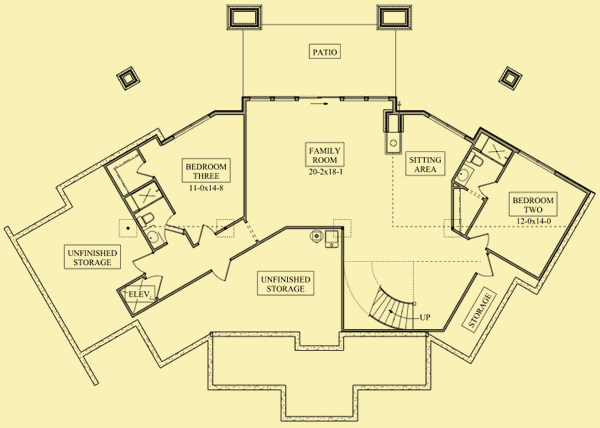 PATIO
FAMILY
ROOM
20-2x18-1
SITTING
AREA
BEDROOM
THREE
11-0x14-8
BEDROOM
TWO
12-0x14-0
UNFINISHED
STORAGE
ELEV.
UNFINISHED
STORAGE
UP
STORAGE